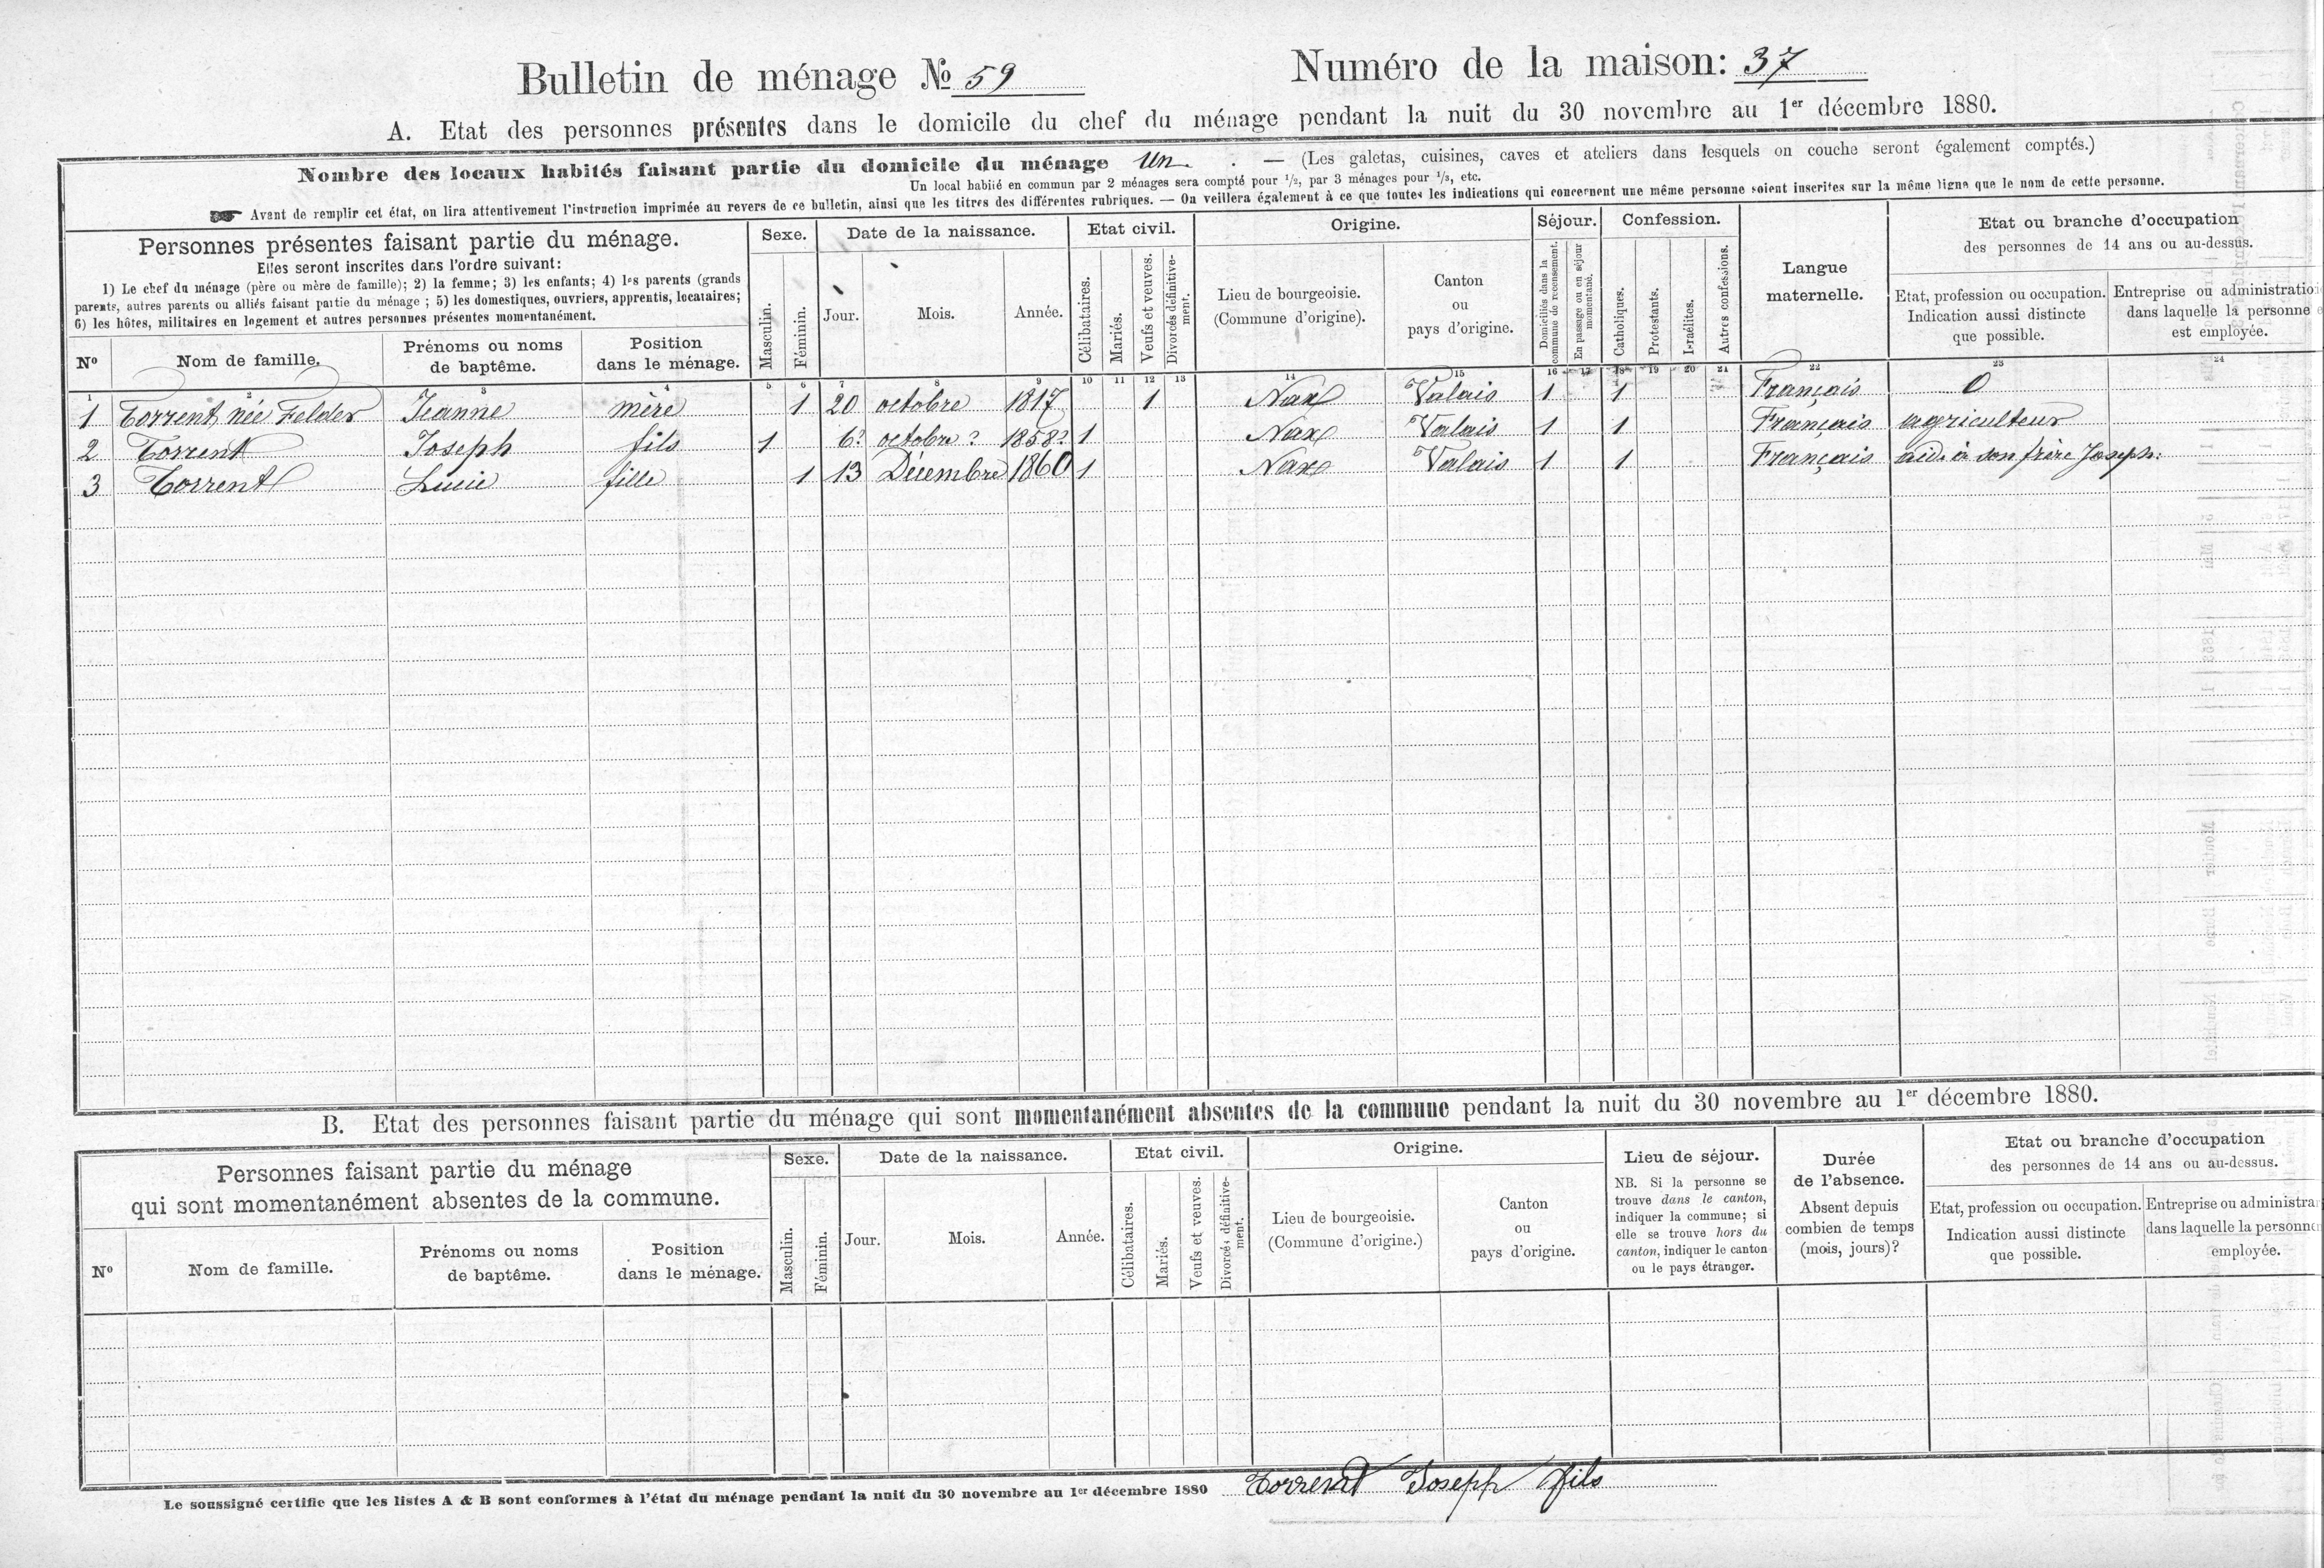 Bulletin de ménage № 59 Numéro de la maison: 37
A. Etat des personnes présentes dans le domicile du chef du ménage pendant la nuit du 30 novembre au 1er décembre 1880.
Nombre des locaux habités faisant partie du domicile du ménage un. — (Les galetas, cuisines, caves et ateliers dans lesquels on couche seront également comptés.)
Un local habité en commun par 2 ménages sera compté pour 1/2, par 3 ménages pour 1/3, etc.
Avant de remplir cet état, on lira attentivement l'instruction imprimée au revers de ce bulletin, ainsi que les titres des différentes rubriques. — On veillera également à ce que toutes les indications qui concernent une même personne soient inscrites sur la même ligne que le nom de cette personne.
Personnes présentes faisant partie du ménage.
Elles seront inscrites dans l'ordre suivant:
1) Le chef du ménage (père ou mère de famille); 2) la femme; 3) les enfants; 4) les parents (grands
parents, autres parents ou alliés faisant partie du ménage; 5) les domestiques, ouvriers, apprentis, locataires;
6) les hôtes, militaires en logement et autres personnes présentes momentanément.
Nº
Nom de famille.
Prénoms ou noms
de baptême.
Position
dans le ménage.
Sexe.
Masculin.
Féminin.
Date de la naissance.
Jour.
Mois.
Année.
Etat civil.
Célibataires.
Mariés.
Veufs et veuves.
Divorcés définitive-
ment.
Origine.
Lieu de bourgeoisie.
(Commune d'origine).
Canton
ou
pays d'origine.
Séjour.
Domiciliés dans la
commune de recensement.
En passage ou en séjour
momentané.
Confession.
Catholiques.
Protestants.
Israélites.
Autres confessions.
Langue
maternelle.
Etat ou branche d'occupation
des personnes de 14 ans ou au-dessus.
Etat, profession ou occupation.
Indication aussi distincte
que possible.
Entreprise ou administration
dans laquelle la personne
est employée.
1 2 3 4 5 6 7 8 9 10 11 12 13 14 15 16 17 18 19 20 21 22 23 24
1 Torrent, née Felder Jeanne mère 1 20 octobre 1817 1 Nax Valais 1 1 Français 0
2 Torrent Joseph fils 1 6? octobre? 1858? 1 Nax Valais 1 1 Français agriculteur
3 Torrent Lucie fille 1 13 Décembre 1860 1 Nax Valais 1 1 Français aide à son frère Joseph.
B. Etat des personnes faisant partie du ménage qui sont momentanément absentes de la commune pendant la nuit du 30 novembre au 1er décembre 1880.
Personnes faisant partie du ménage
qui sont momentanément absentes de la commune.
Nº
Nom de famille.
Prénoms ou noms
de baptême.
Position
dans le ménage.
Sexe.
Masculin.
Féminin.
Date de la naissance.
Jour.
Mois.
Année.
Etat civil.
Célibataires.
Mariés.
Veufs et veuves.
Divorcés définitive-
ment.
Origine.
Lieu de bourgeoisie.
(Commune d'origine.)
Canton
ou
pays d'origine.
Lieu de séjour.
NB. Si la personne se
trouve dans le canton,
indiquer la commune; si
elle se trouve hors du
canton, indiquer le canton
ou le pays étranger.
Durée
de l'absence.
Absent depuis
combien de temps
(mois, jours)?
Etat ou branche d'occupation
des personnes de 14 ans ou au-dessus.
Etat, profession ou occupation.
Indication aussi distincte
que possible.
Entreprise ou administra
dans laquelle la personne
employée.
Le soussigné certifie que les listes A & B sont conformes à l'état du ménage pendant la nuit du 30 novembre au 1er décembre 1880 Torrent Joseph fils